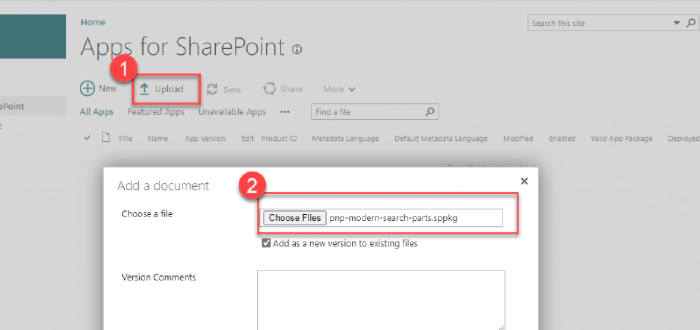 Home
Search this site
Apps for SharePoint
1
New
Upload
Sync
Share
More
ePoint
All Apps
Featured Apps
Unavailable Apps
•••
Find a file
Title
Name
App Version
Edit
Product ID
Metadata Language
Default Metadata Language
Modified
Enabled
Valid App Package
Deployed
Add a document
2
Choose a file
Choose Files
pnp-modern-search-parts.sppkg
Add as a new version to existing files
Version Comments